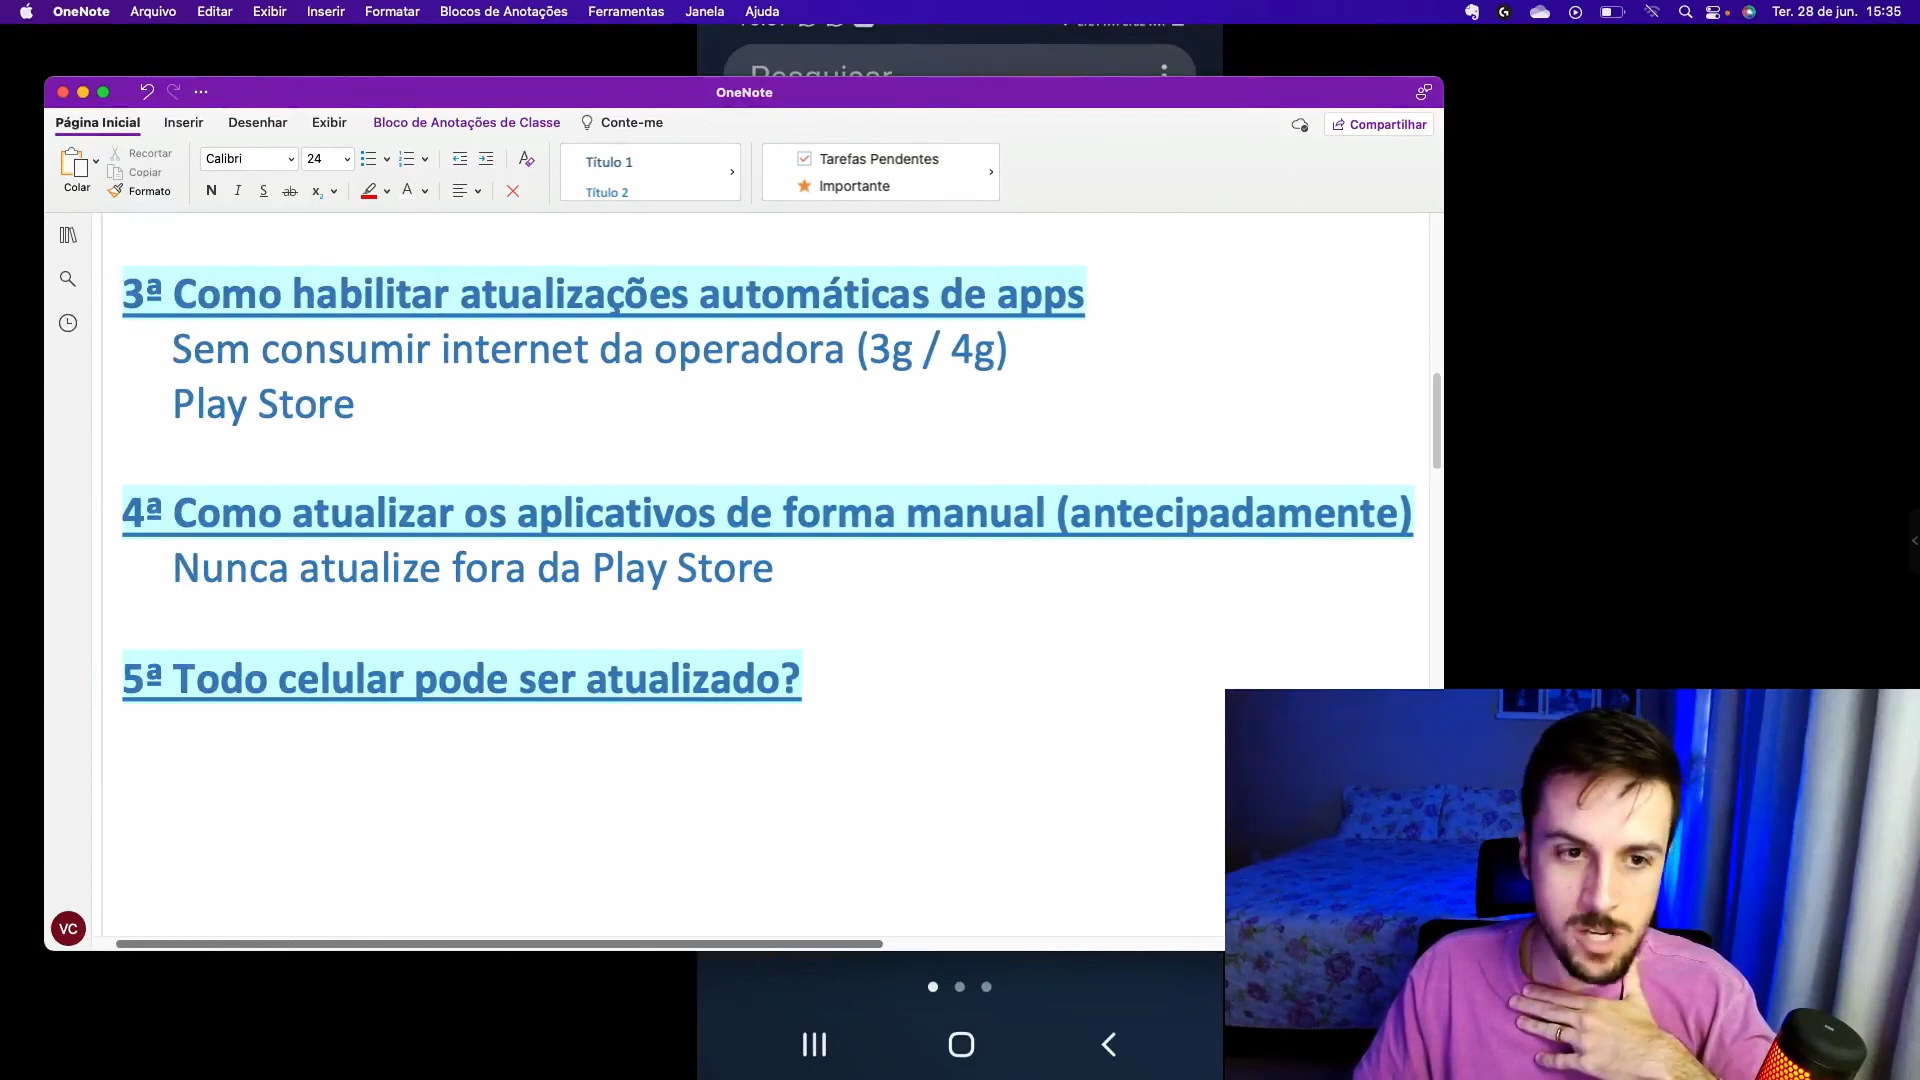 OneNote Arquivo Editar Exibir Inserir Formatar Blocos de Anotações Ferramentas Janela Ajuda Ter. 28 de jun. 15:35
Pesquisar
OneNote
Página Inicial Inserir Desenhar Exibir Bloco de Anotações de Classe Conte-me Compartilhar
Colar
Recortar
Copiar
Formato
Calibri 24
N I S ab x₂ A
Título 1
Título 2
Tarefas Pendentes
Importante
3ª Como habilitar atualizações automáticas de apps
Sem consumir internet da operadora (3g / 4g)
Play Store
4ª Como atualizar os aplicativos de forma manual (antecipadamente)
Nunca atualize fora da Play Store
5ª Todo celular pode ser atualizado?
VC